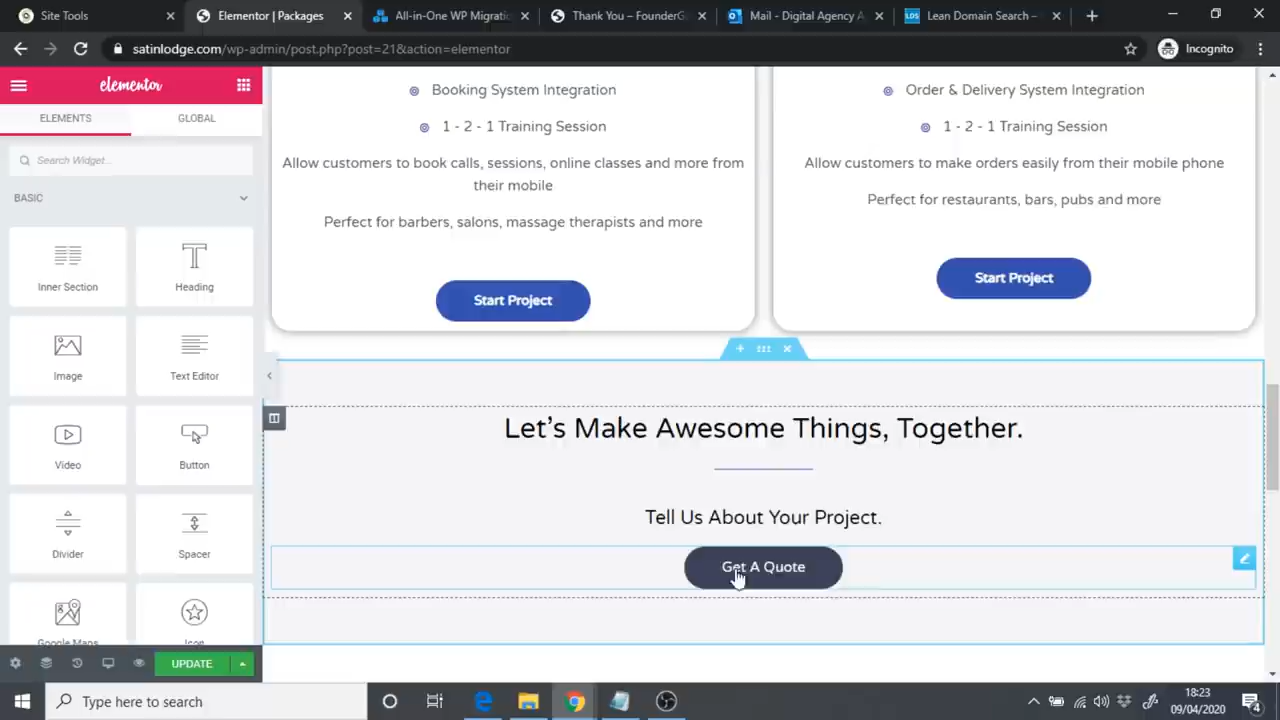 Site Tools
Elementor | Packages
All-in-One WP Migratio
Thank You – FounderG
Mail - Digital Agency A
LDS
Lean Domain Search –
satinlodge.com/wp-admin/post.php?post=21&action=elementor
Incognito
elementor
ELEMENTS
GLOBAL
Search Widget...
BASIC
Inner Section
Heading
Image
Text Editor
Video
Button
Divider
Spacer
Google Maps
Icon
UPDATE
Booking System Integration
1 - 2 - 1 Training Session
Allow customers to book calls, sessions, online classes and more from
their mobile
Perfect for barbers, salons, massage therapists and more
Start Project
Order & Delivery System Integration
1 - 2 - 1 Training Session
Allow customers to make orders easily from their mobile phone
Perfect for restaurants, bars, pubs and more
Start Project
Let's Make Awesome Things, Together.
Tell Us About Your Project.
Get A Quote
Type here to search
18:23
09/04/2020
4